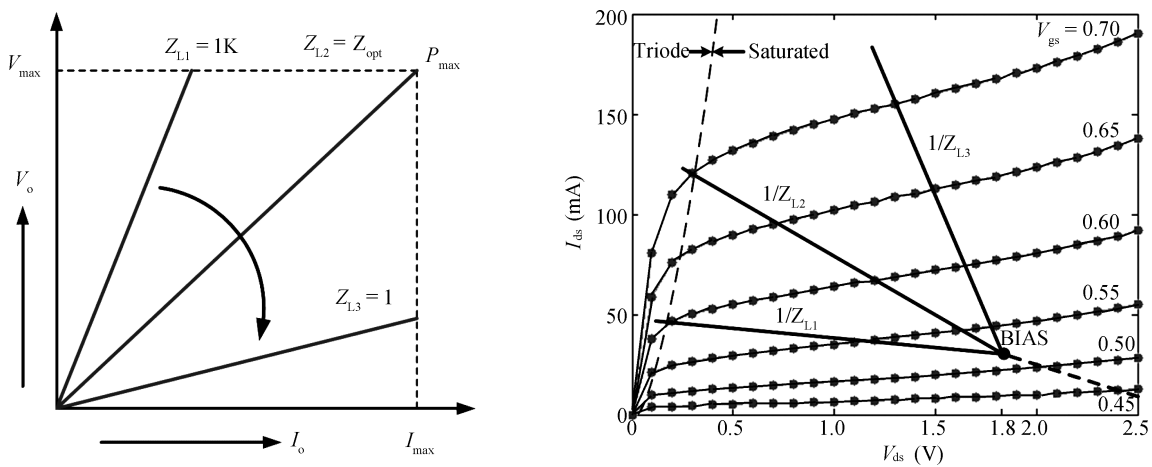 Z_L1 = 1K
Z_L2 = Z_opt
P_max
V_max
V_o
Z_L3 = 1
I_o
I_max
200
150
100
50
0
I_ds (mA)
Triode
Saturated
V_gs = 0.70
0.65
0.60
0.55
0.50
0.45
1/Z_L3
1/Z_L2
1/Z_L1
BIAS
0
0.5
1.0
1.5
1.8
2.0
2.5
V_ds (V)